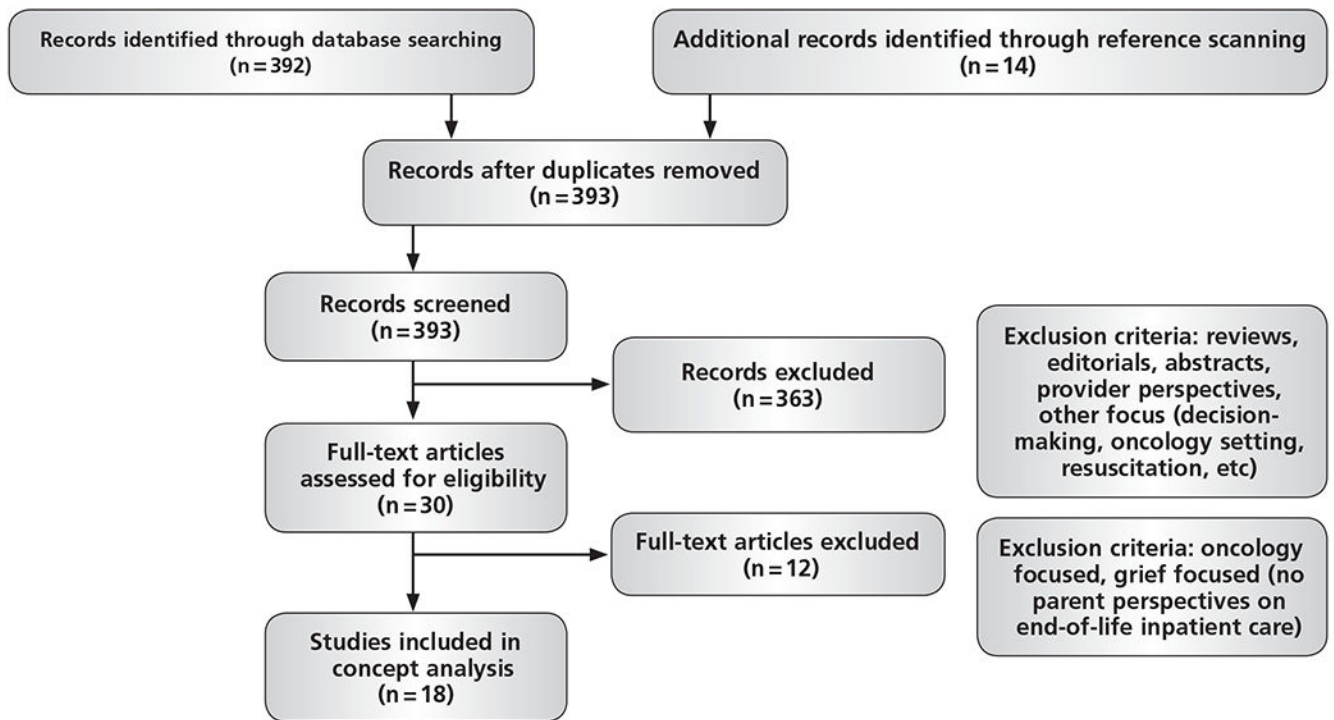 Records identified through database searching
(n=392)
Additional records identified through reference scanning
(n=14)
Records after duplicates removed
(n=393)
Records screened
(n=393)
Records excluded
(n=363)
Exclusion criteria: reviews,
editorials, abstracts,
provider perspectives,
other focus (decision-
making, oncology setting,
resuscitation, etc)
Full-text articles
assessed for eligibility
(n=30)
Full-text articles excluded
(n=12)
Exclusion criteria: oncology
focused, grief focused (no
parent perspectives on
end-of-life inpatient care)
Studies included in
concept analysis
(n=18)